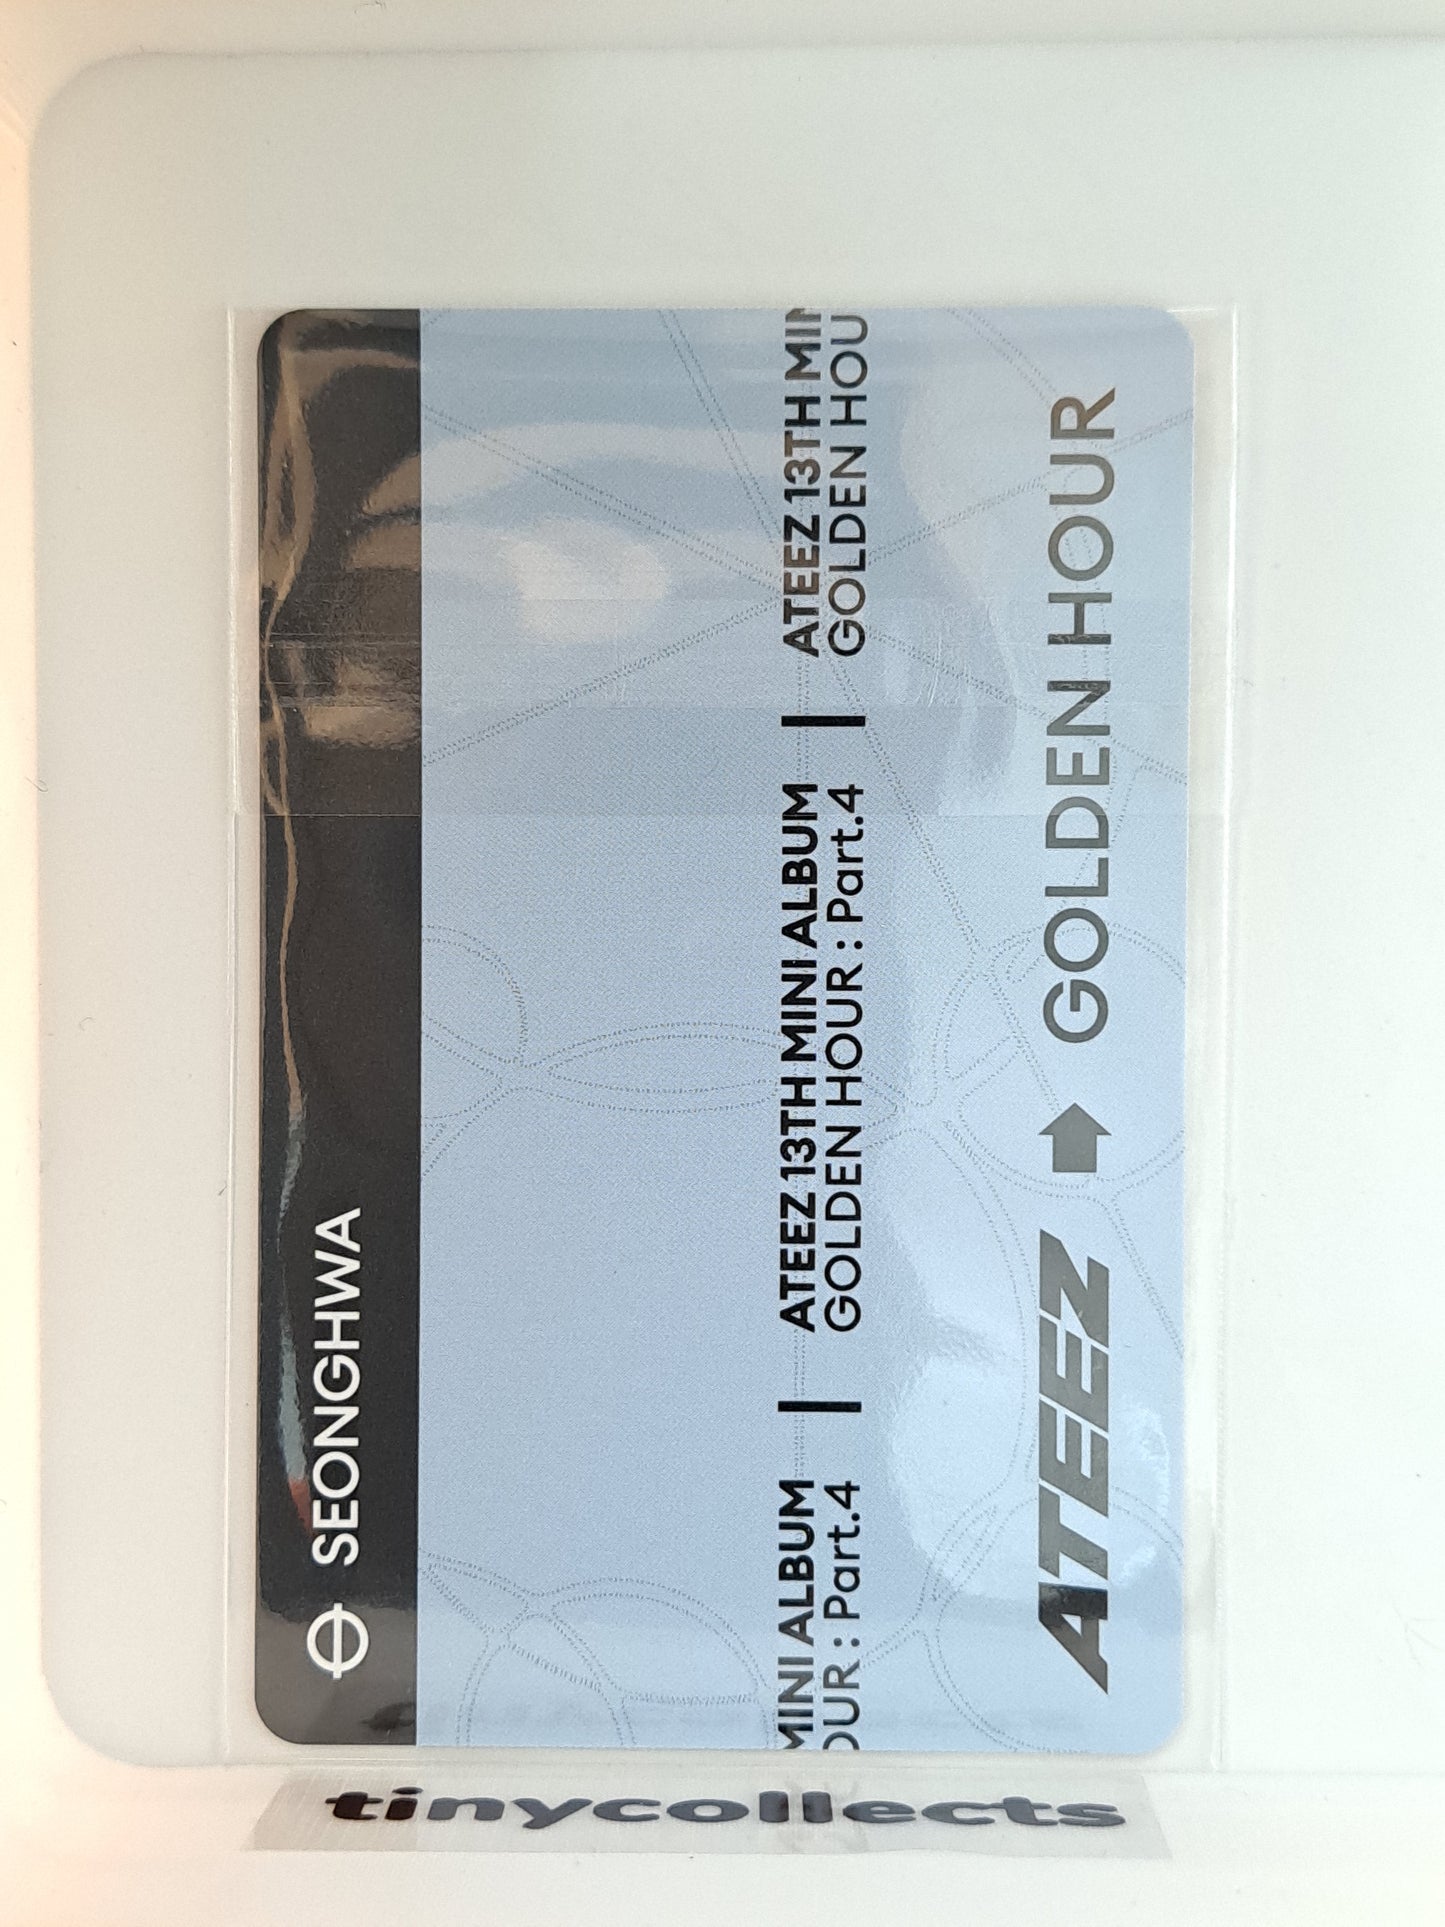 SEONGHWA
MINI ALBUM | ATEEZ 13TH MINI ALBUM | ATEEZ 13TH MIN
OUR : Part.4 | GOLDEN HOUR : Part.4 | GOLDEN HOU
ATEEZ GOLDEN HOUR
tinycollects